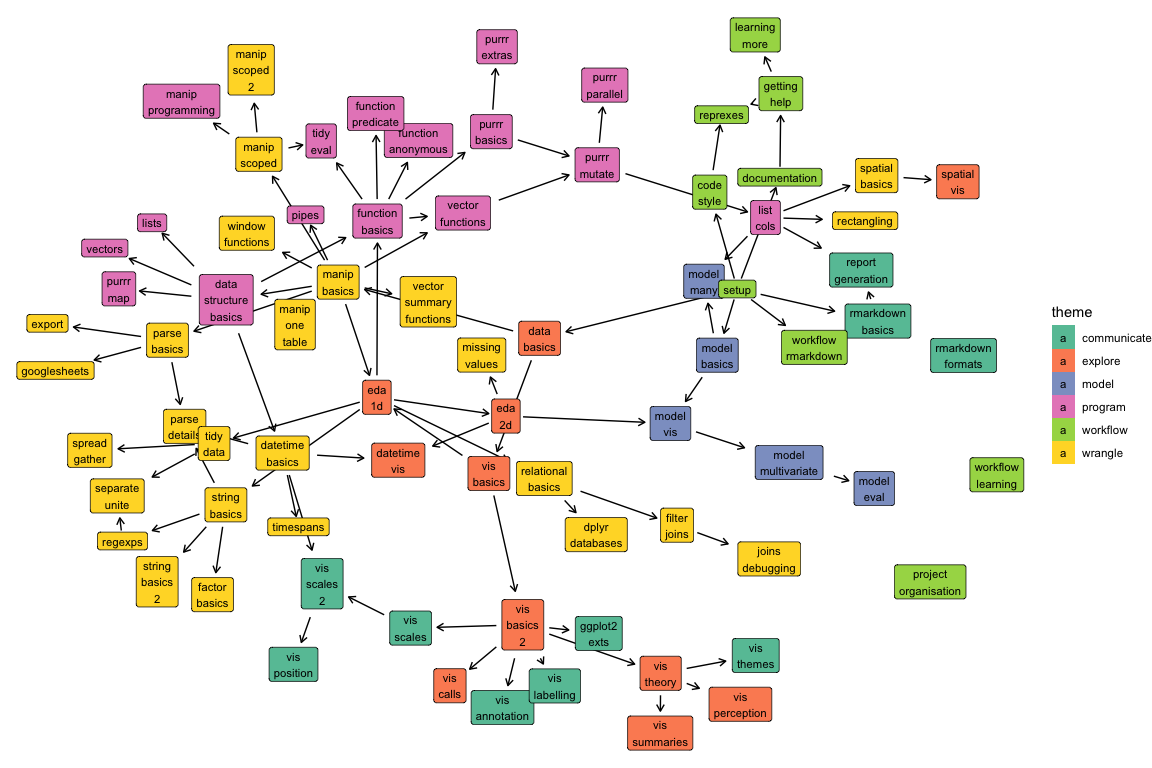 learning
more
manip
scoped
2
purrr
extras
purrr
parallel
getting
help
manip
programming
function
predicate
reprexes
tidy
eval
function
anonymous
purrr
basics
manip
scoped
purrr
mutate
documentation
spatial
basics
spatial
vis
code
style
lists
pipes
function
basics
vector
functions
list
cols
rectangling
window
functions
vectors
report
generation
purrr
map
data
structure
basics
manip
basics
vector
summary
functions
model
many
setup
export
manip
one
table
rmarkdown
basics
theme
a communicate
a explore
a model
a program
a workflow
a wrangle
parse
basics
data
basics
missing
values
model
basics
workflow
rmarkdown
rmarkdown
formats
googlesheets
eda
1d
eda
2d
model
vis
parse
details
tidy
data
spread
gather
datetime
basics
datetime
vis
vis
basics
relational
basics
model
multivariate
model
eval
workflow
learning
separate
unite
string
basics
regexps
timespans
dplyr
databases
filter
joins
joins
debugging
string
basics
2
factor
basics
vis
scales
2
project
organisation
vis
scales
vis
basics
2
ggplot2
exts
vis
position
vis
calls
vis
labelling
vis
annotation
vis
theory
vis
themes
vis
perception
vis
summaries